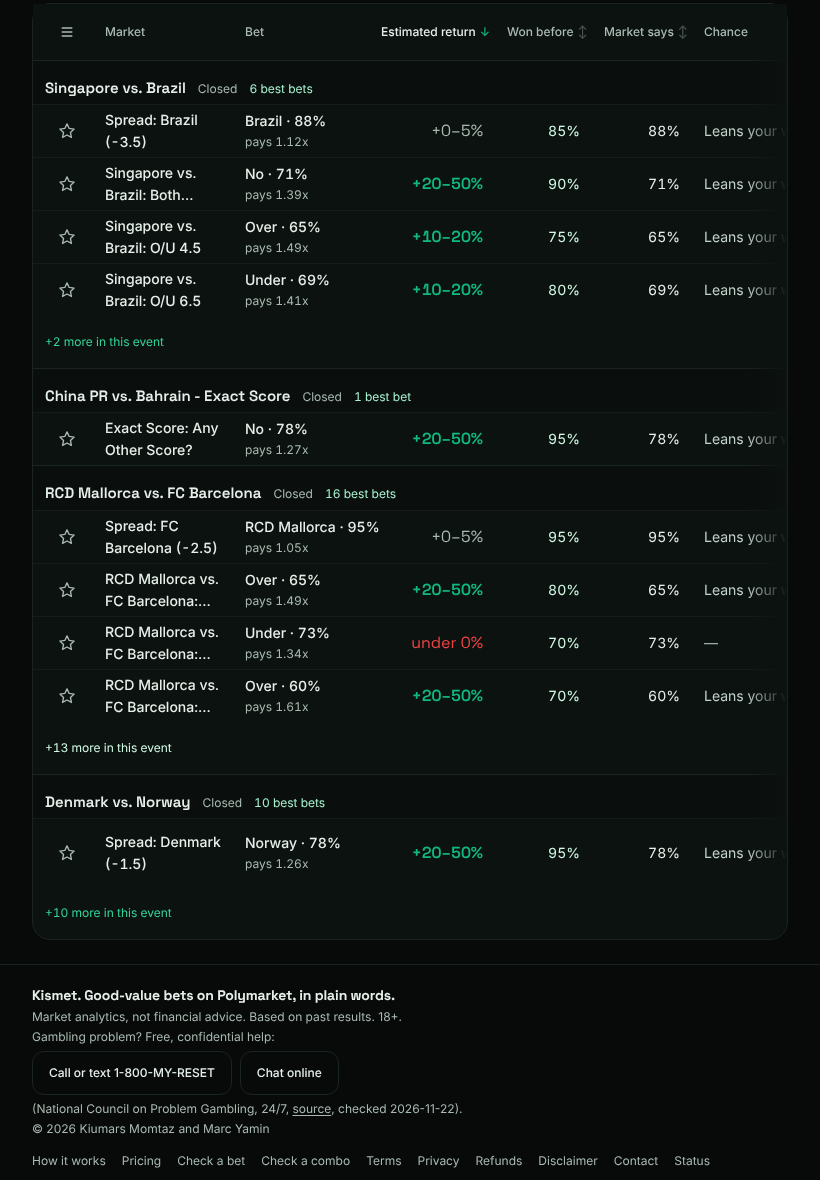 Market Bet Estimated return ↓ Won before ↕ Market says ↕ Chance
Singapore vs. Brazil Closed 6 best bets
Spread: Brazil (-3.5) Brazil · 88% pays 1.12x +0–5% 85% 88% Leans your
Singapore vs. Brazil: Both... No · 71% pays 1.39x +20–50% 90% 71% Leans your
Singapore vs. Brazil: O/U 4.5 Over · 65% pays 1.49x +10–20% 75% 65% Leans your
Singapore vs. Brazil: O/U 6.5 Under · 69% pays 1.41x +10–20% 80% 69% Leans your
+2 more in this event
China PR vs. Bahrain - Exact Score Closed 1 best bet
Exact Score: Any Other Score? No · 78% pays 1.27x +20–50% 95% 78% Leans your
RCD Mallorca vs. FC Barcelona Closed 16 best bets
Spread: FC Barcelona (-2.5) RCD Mallorca · 95% pays 1.05x +0–5% 95% 95% Leans your
RCD Mallorca vs. FC Barcelona:... Over · 65% pays 1.49x +20–50% 80% 65% Leans your
RCD Mallorca vs. FC Barcelona:... Under · 73% pays 1.34x under 0% 70% 73% —
RCD Mallorca vs. FC Barcelona:... Over · 60% pays 1.61x +20–50% 70% 60% Leans your
+13 more in this event
Denmark vs. Norway Closed 10 best bets
Spread: Denmark (-1.5) Norway · 78% pays 1.26x +20–50% 95% 78% Leans your
+10 more in this event
Kismet. Good-value bets on Polymarket, in plain words.
Market analytics, not financial advice. Based on past results. 18+.
Gambling problem? Free, confidential help:
Call or text 1-800-MY-RESET Chat online
(National Council on Problem Gambling, 24/7, source, checked 2026-11-22).
© 2026 Kiumars Momtaz and Marc Yamin
How it works Pricing Check a bet Check a combo Terms Privacy Refunds Disclaimer Contact Status